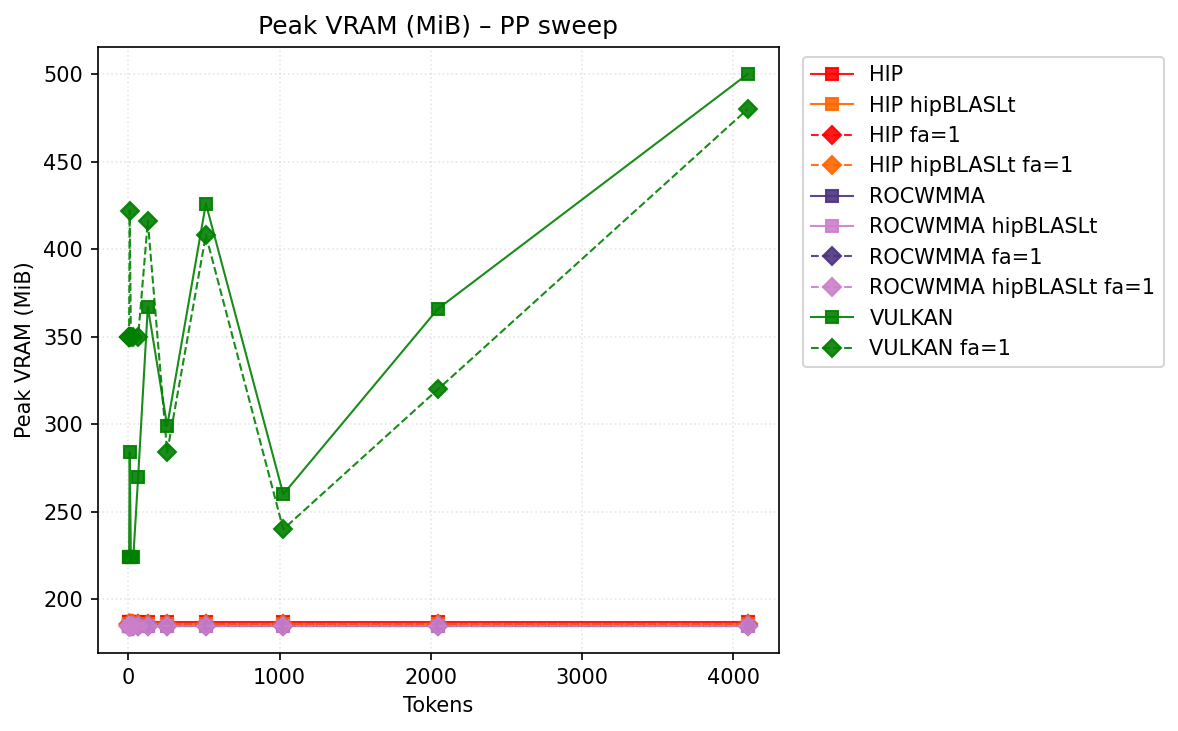 Peak VRAM (MiB) – PP sweep
500
450
400
350
300
250
200
Peak VRAM (MiB)
0
1000
2000
3000
4000
Tokens
HIP
HIP hipBLASLt
HIP fa=1
HIP hipBLASLt fa=1
ROCWMMA
ROCWMMA hipBLASLt
ROCWMMA fa=1
ROCWMMA hipBLASLt fa=1
VULKAN
VULKAN fa=1